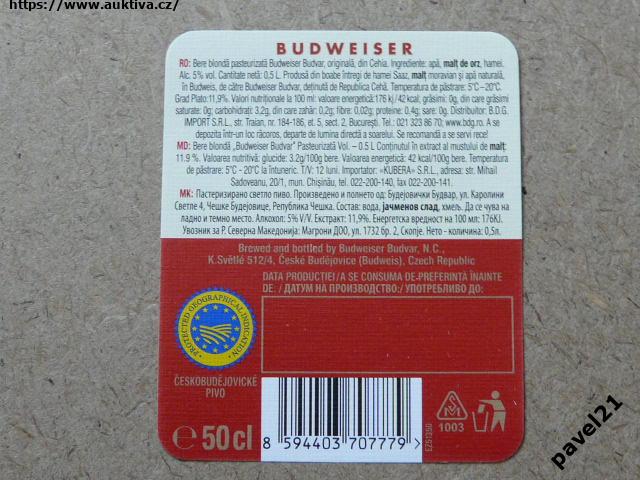 https://www.auktiva.cz/
BUDWEISER
RO: Bere blondă pasteurizată Budweiser Budvar, originală, din Cehia. Ingrediente: apă, malț de orz, hamei.
Alc. 5% vol. Cantitate netă: 0,5 L. Produsă din boabe întregi de hamei Saaz, malț moravian și apă naturală,
în Budweis, de către Budweiser Budvar, deținută de Republica Cehă. Temperatura de păstrare: 5°C–20°C.
Grad Plato:11,9%. Valori nutriționale la 100 ml: valoare energetică:176 kj / 42 kcal; grăsimi: 0g, din care grăsimi
saturate: 0g; carbohidrați: 3,2g, din care zahăr: 0,2g; fibre: 0,02g; proteine: 0,4g; sare: 0g. Distribuitor: B.D.G.
IMPORT S.R.L., str. Traian, nr. 184-186, et. 5, sect. 2, București. Tel.: 021 323 86 70; www.bdg.ro. A se
depozita într-un loc răcoros, departe de lumina directă a soarelui. Se recomandă a se servi rece!
MD: Bere blondă „Budweiser Budvar" Pasteurizată Vol. – 0.5 L Conținutul în extract al mustului de malț:
11.9 %. Valoarea nutritivă: glucide: 3.2g/100g bere. Valoarea energetică: 42 kcal/100g bere. Temperatura
de păstrare: 5°C - 20°C la întuneric. T/V: 12 luni. Importator: «KUBERA» S.R.L., adresa: str. Mihail
Sadoveanu, 20/1, mun. Chișinău, tel. 022-200-140, fax 022-200-141.
МК: Пастеризирано светло пиво. Произведено и полнето од: Будејовички Будвар, ул. Каролини
Светле 4, Чешке Будејовице, Република Чешка. Состав: вода, јачменов слад, хмељ. Да се чува на
ладно и темно место. Алкохол: 5% V/V. Екстракт: 11,9%. Енергетска вредност на 100 мл: 176KJ.
Увозник за Р. Северна Македонија: Магрони ДОО, ул. 1732 бр. 2, Скопје. Нето - количина: 0,5л.
Brewed and bottled by Budweiser Budvar, N.C.,
K.Světlé 512/4, České Budějovice (Budweis), Czech Republic
DATA PRODUCȚIEI /A SE CONSUMA DE-PREFERINȚĂ ÎNAINTE
DE: / ДАТУМ НА ПРОИЗВОДСТВО:/ УПОТРЕБЛИВО ДО:
PROTECTED GEOGRAPHICAL INDICATION
ČESKOBUDĚJOVICKÉ
PIVO
℮ 50 cl
8 594403 707779 >
EZ51350
1003
pavel21